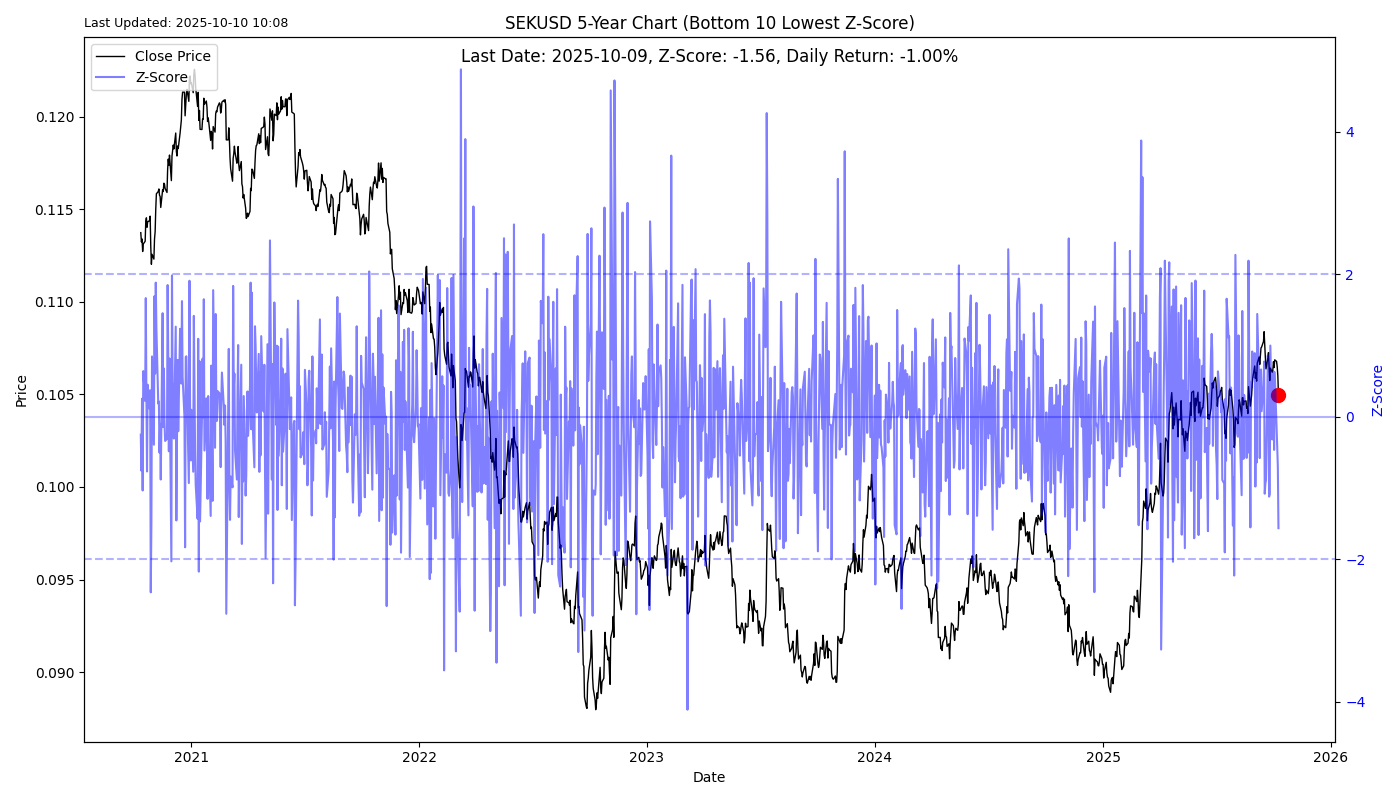 Last Updated: 2025-10-10 10:08
SEKUSD 5-Year Chart (Bottom 10 Lowest Z-Score)
Last Date: 2025-10-09, Z-Score: -1.56, Daily Return: -1.00%
Close Price
Z-Score
0.120
0.115
0.110
0.105
0.100
0.095
0.090
Price
4
2
0
−2
−4
Z-Score
2021
2022
2023
2024
2025
2026
Date